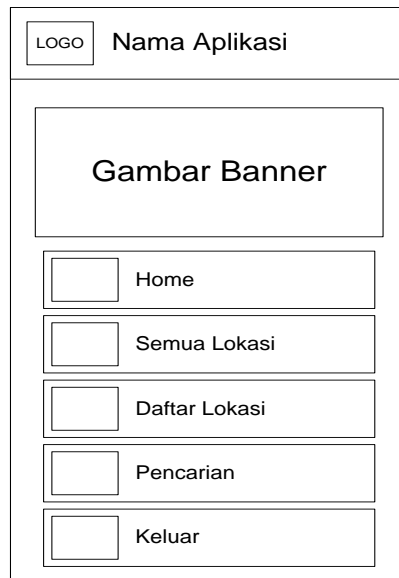 LOGO
Nama Aplikasi
Gambar Banner
Home
Semua Lokasi
Daftar Lokasi
Pencarian
Keluar